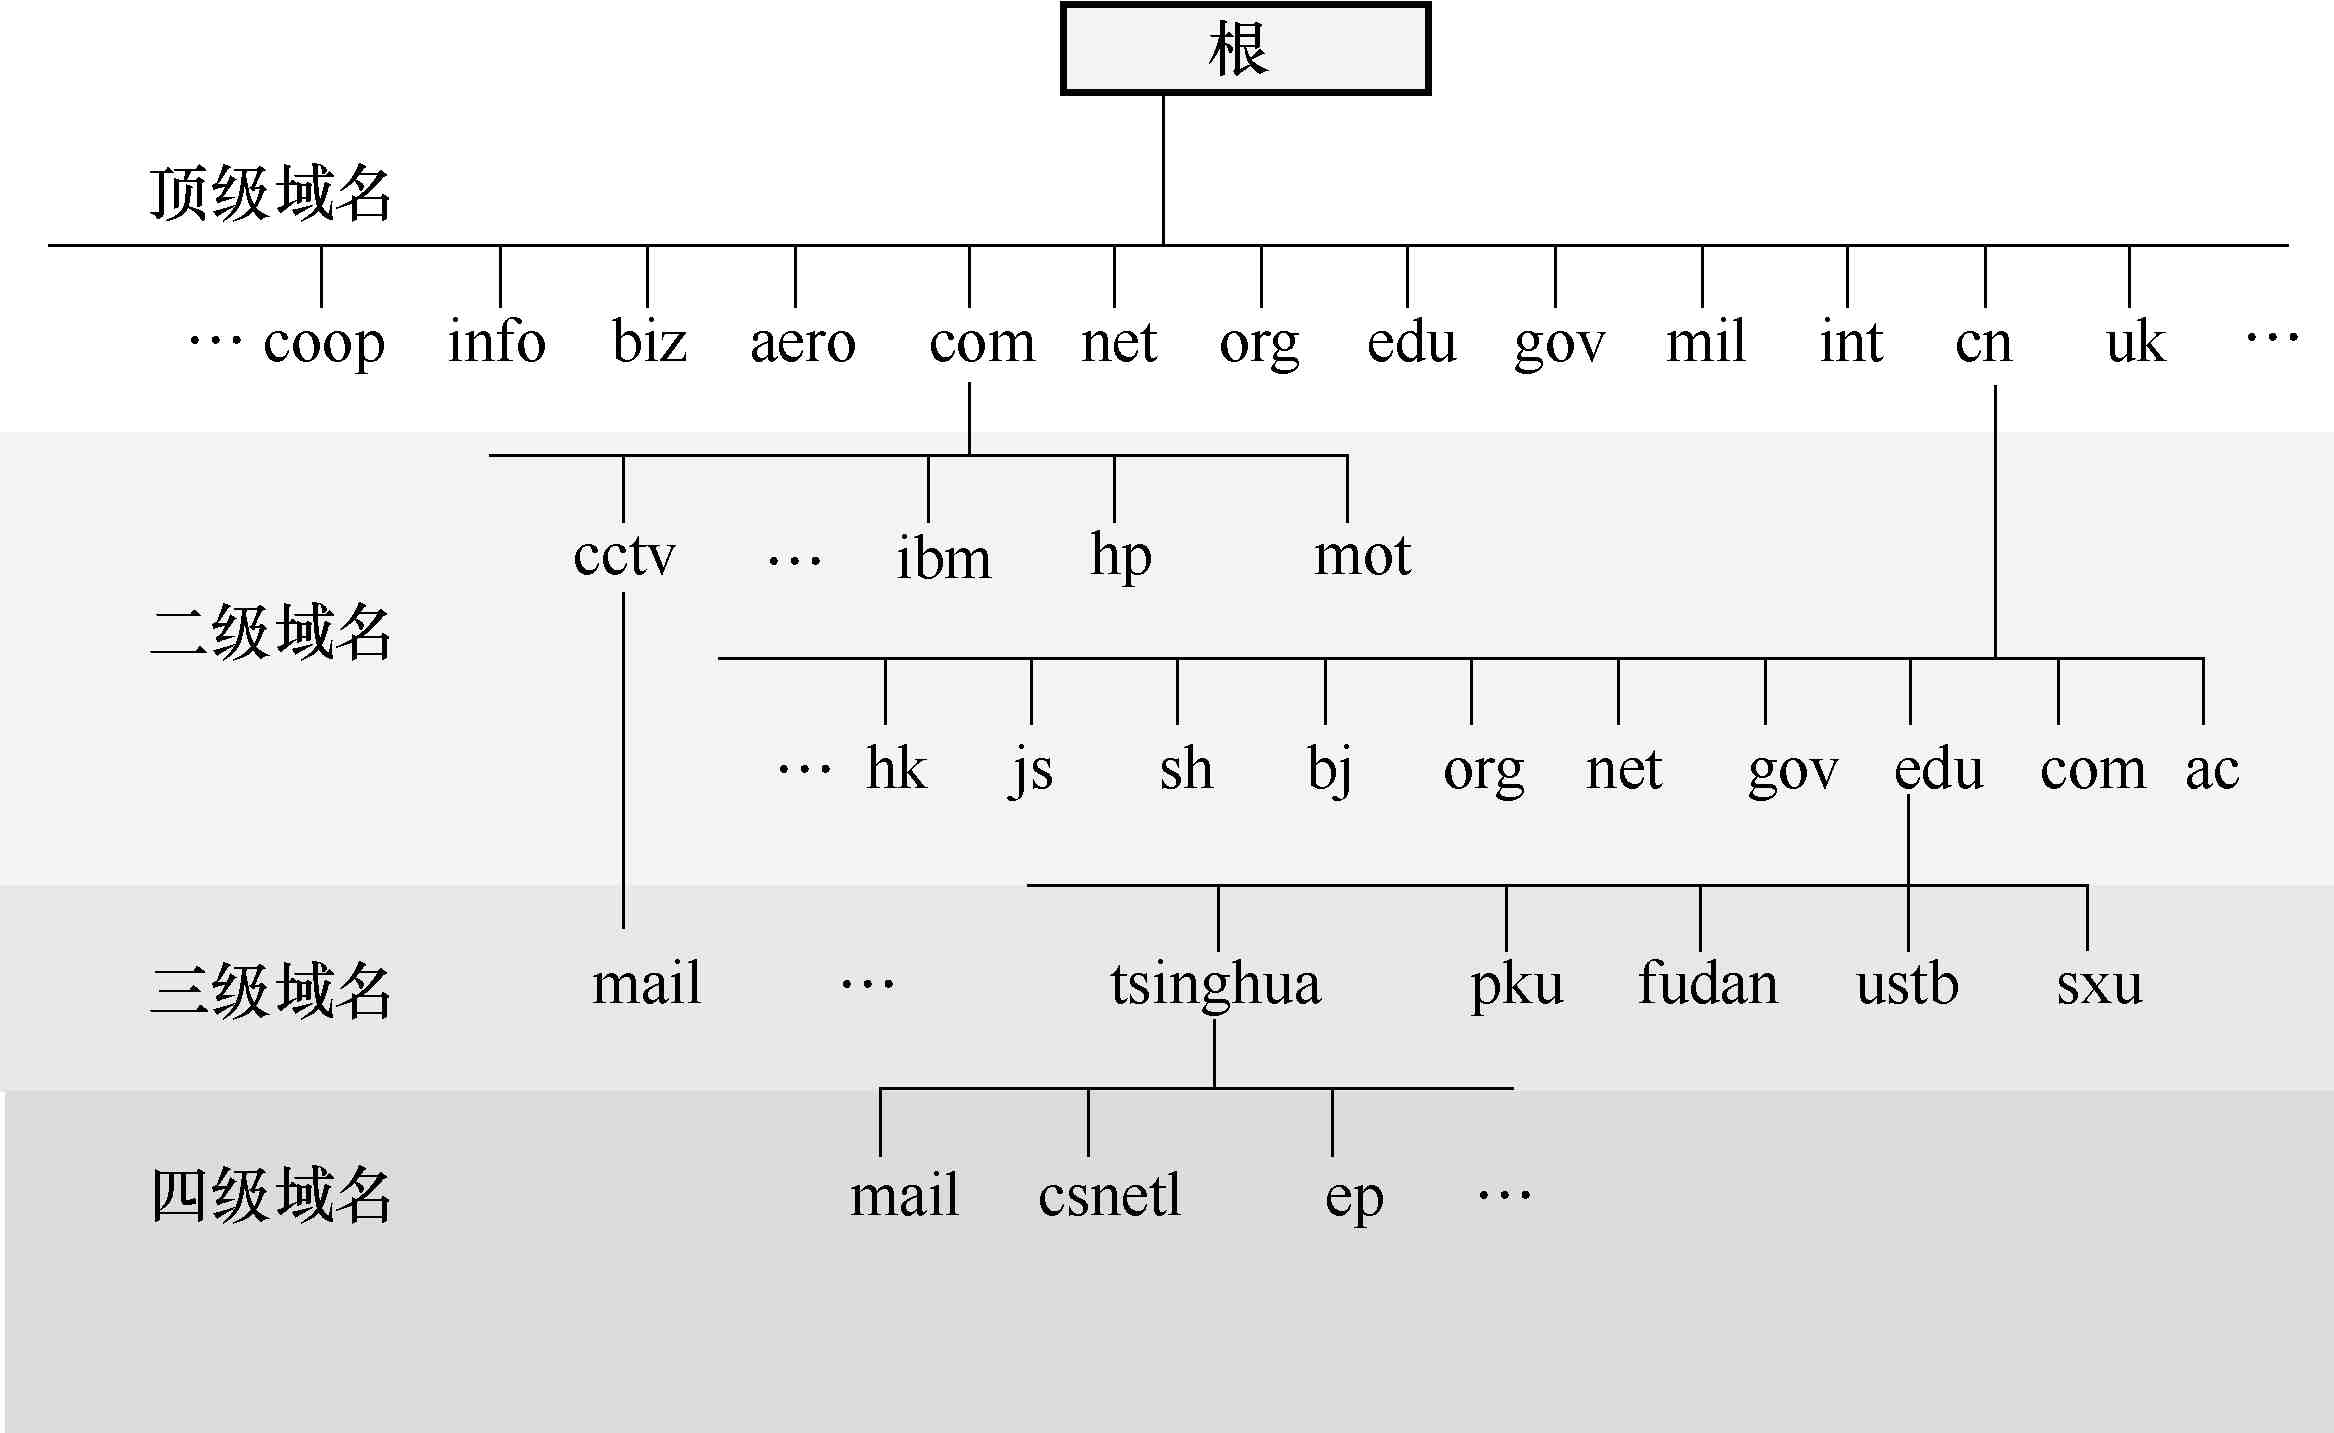 根
顶级域名
… coop info biz aero com net org edu gov mil int cn uk …
cctv … ibm hp mot
二级域名
… hk js sh bj org net gov edu com ac
三级域名 mail … tsinghua pku fudan ustb sxu
四级域名 mail csnetl ep …